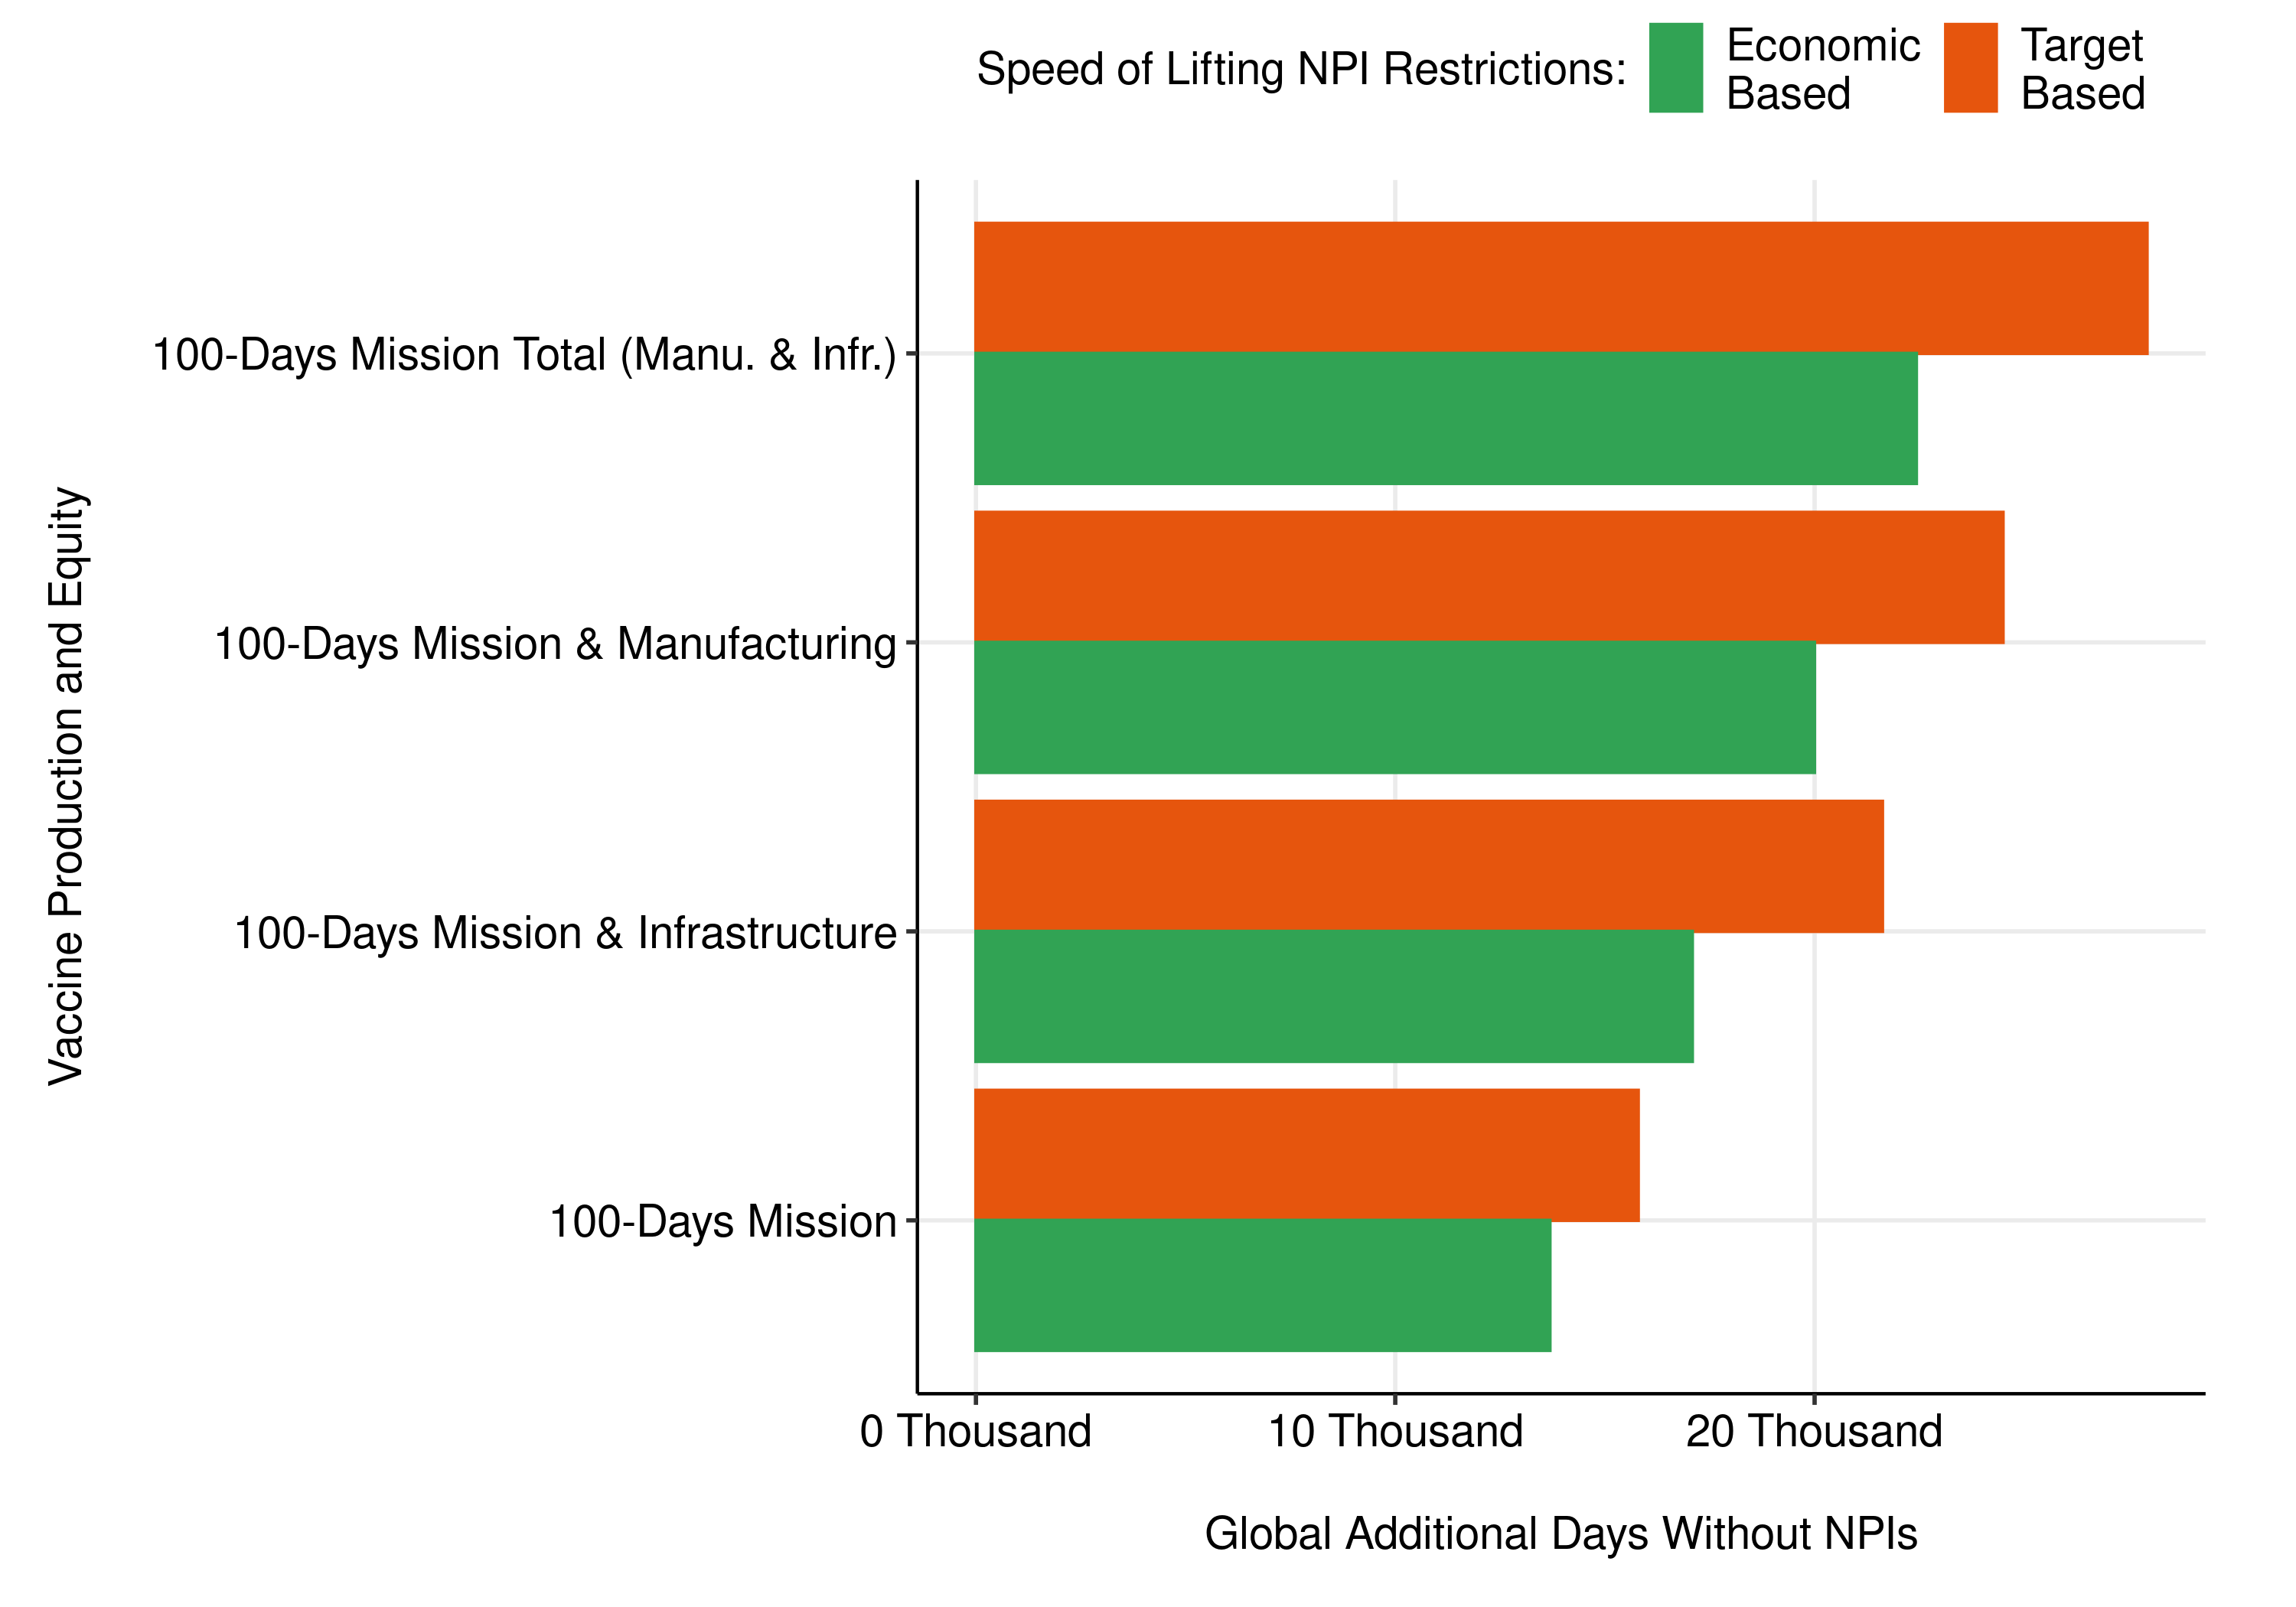 Speed of Lifting NPI Restrictions:
Economic
Based
Target
Based
Vaccine Production and Equity
100-Days Mission Total (Manu. & Infr.)
100-Days Mission & Manufacturing
100-Days Mission & Infrastructure
100-Days Mission
0 Thousand
10 Thousand
20 Thousand
Global Additional Days Without NPIs